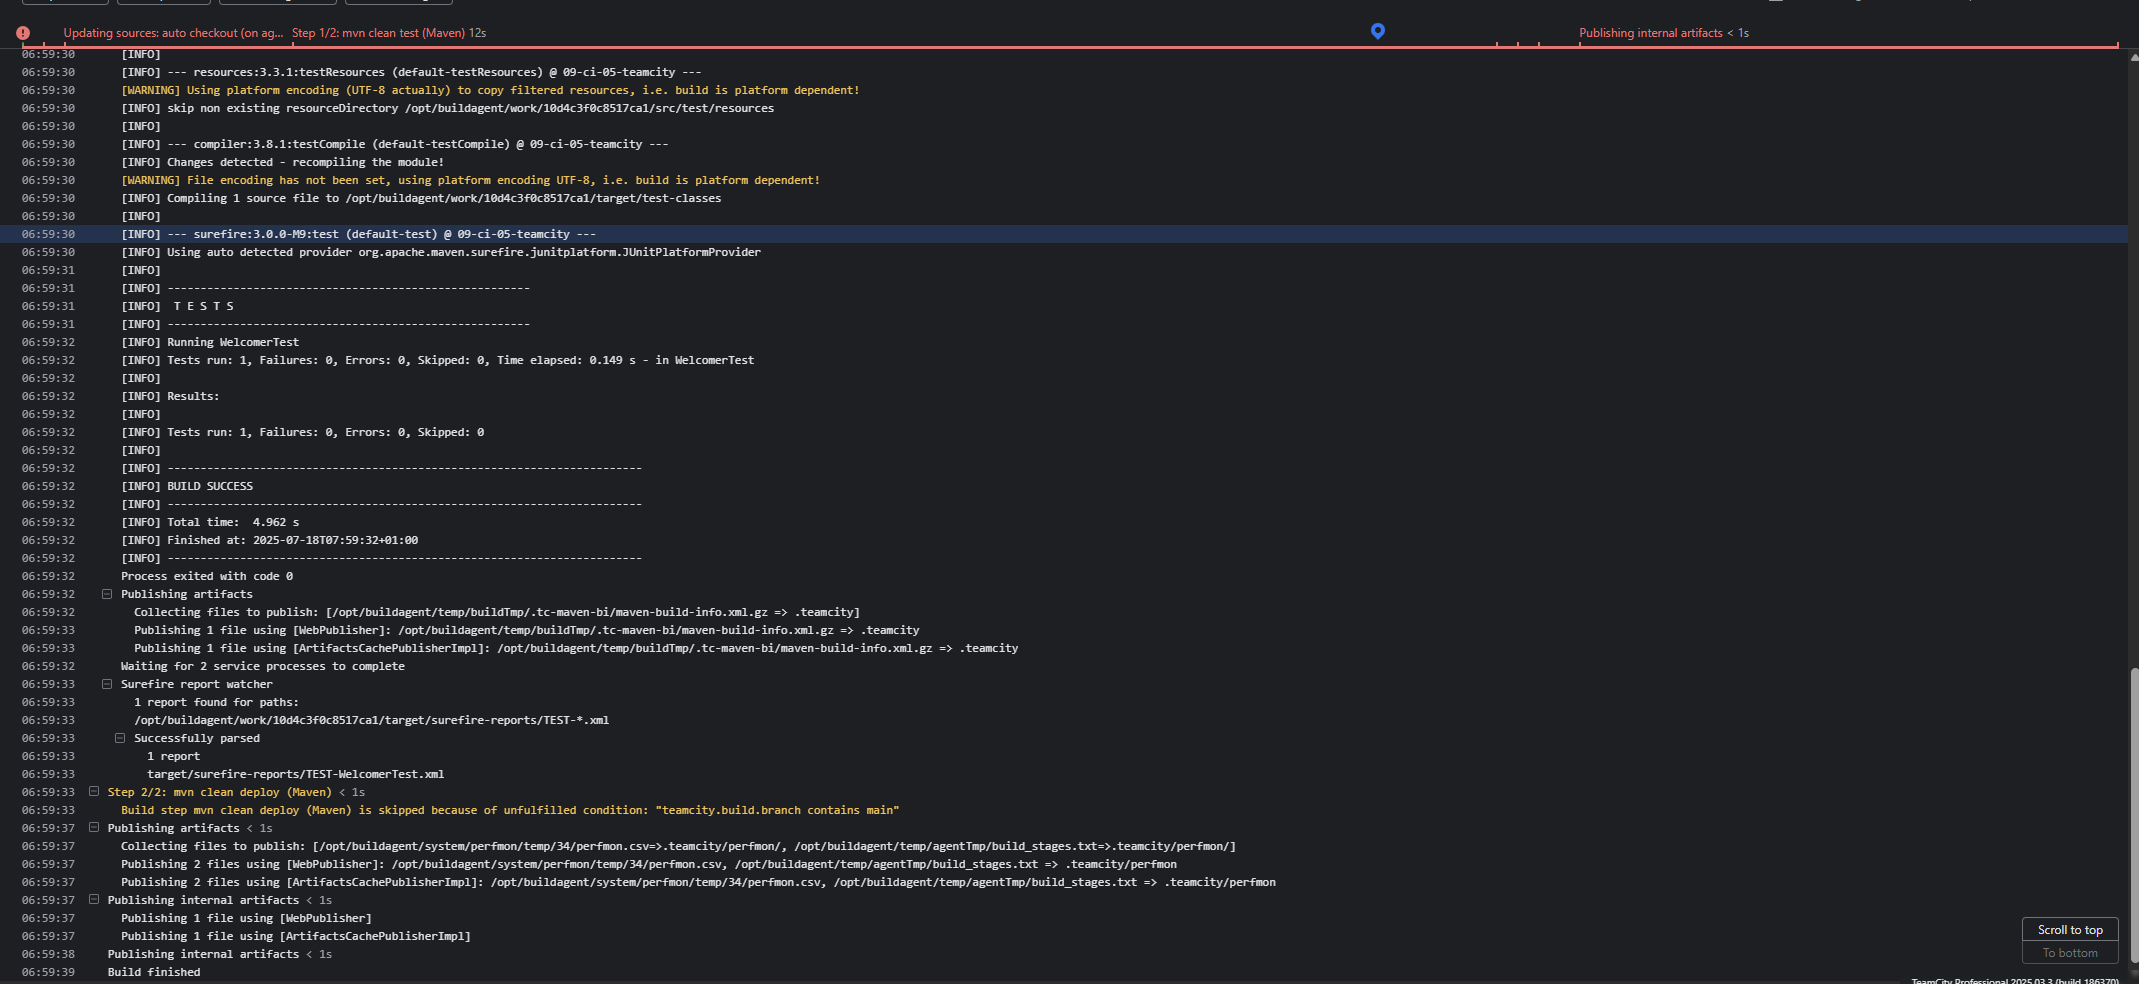 Updating sources: auto checkout (on ag... Step 1/2: mvn clean test (Maven) 12s Publishing internal artifacts < 1s
06:59:30 [INFO]
06:59:30 [INFO] --- resources:3.3.1:testResources (default-testResources) @ 09-ci-05-teamcity ---
06:59:30 [WARNING] Using platform encoding (UTF-8 actually) to copy filtered resources, i.e. build is platform dependent!
06:59:30 [INFO] skip non existing resourceDirectory /opt/buildagent/work/10d4c3f0c8517ca1/src/test/resources
06:59:30 [INFO]
06:59:30 [INFO] --- compiler:3.8.1:testCompile (default-testCompile) @ 09-ci-05-teamcity ---
06:59:30 [INFO] Changes detected - recompiling the module!
06:59:30 [WARNING] File encoding has not been set, using platform encoding UTF-8, i.e. build is platform dependent!
06:59:30 [INFO] Compiling 1 source file to /opt/buildagent/work/10d4c3f0c8517ca1/target/test-classes
06:59:30 [INFO]
06:59:30 [INFO] --- surefire:3.0.0-M9:test (default-test) @ 09-ci-05-teamcity ---
06:59:30 [INFO] Using auto detected provider org.apache.maven.surefire.junitplatform.JUnitPlatformProvider
06:59:31 [INFO]
06:59:31 [INFO] -------------------------------------------------------
06:59:31 [INFO]  T E S T S
06:59:31 [INFO] -------------------------------------------------------
06:59:32 [INFO] Running WelcomerTest
06:59:32 [INFO] Tests run: 1, Failures: 0, Errors: 0, Skipped: 0, Time elapsed: 0.149 s - in WelcomerTest
06:59:32 [INFO]
06:59:32 [INFO] Results:
06:59:32 [INFO]
06:59:32 [INFO] Tests run: 1, Failures: 0, Errors: 0, Skipped: 0
06:59:32 [INFO]
06:59:32 [INFO] ------------------------------------------------------------------------
06:59:32 [INFO] BUILD SUCCESS
06:59:32 [INFO] ------------------------------------------------------------------------
06:59:32 [INFO] Total time:  4.962 s
06:59:32 [INFO] Finished at: 2025-07-18T07:59:32+01:00
06:59:32 [INFO] ------------------------------------------------------------------------
06:59:32 Process exited with code 0
06:59:32 Publishing artifacts
06:59:32 Collecting files to publish: [/opt/buildagent/temp/buildTmp/.tc-maven-bi/maven-build-info.xml.gz => .teamcity]
06:59:33 Publishing 1 file using [WebPublisher]: /opt/buildagent/temp/buildTmp/.tc-maven-bi/maven-build-info.xml.gz => .teamcity
06:59:33 Publishing 1 file using [ArtifactsCachePublisherImpl]: /opt/buildagent/temp/buildTmp/.tc-maven-bi/maven-build-info.xml.gz => .teamcity
06:59:32 Waiting for 2 service processes to complete
06:59:33 Surefire report watcher
06:59:33 1 report found for paths:
06:59:33 /opt/buildagent/work/10d4c3f0c8517ca1/target/surefire-reports/TEST-*.xml
06:59:33 Successfully parsed
06:59:33 1 report
06:59:33 target/surefire-reports/TEST-WelcomerTest.xml
06:59:33 Step 2/2: mvn clean deploy (Maven) < 1s
06:59:33 Build step mvn clean deploy (Maven) is skipped because of unfulfilled condition: "teamcity.build.branch contains main"
06:59:37 Publishing artifacts < 1s
06:59:37 Collecting files to publish: [/opt/buildagent/system/perfmon/temp/34/perfmon.csv=>.teamcity/perfmon/, /opt/buildagent/temp/agentTmp/build_stages.txt=>.teamcity/perfmon/]
06:59:37 Publishing 2 files using [WebPublisher]: /opt/buildagent/system/perfmon/temp/34/perfmon.csv, /opt/buildagent/temp/agentTmp/build_stages.txt => .teamcity/perfmon
06:59:37 Publishing 2 files using [ArtifactsCachePublisherImpl]: /opt/buildagent/system/perfmon/temp/34/perfmon.csv, /opt/buildagent/temp/agentTmp/build_stages.txt => .teamcity/perfmon
06:59:37 Publishing internal artifacts < 1s
06:59:37 Publishing 1 file using [WebPublisher]
06:59:37 Publishing 1 file using [ArtifactsCachePublisherImpl]
06:59:38 Publishing internal artifacts < 1s
06:59:39 Build finished
Scroll to top
To bottom
TeamCity Professional 2025.03.3 (build 186370)